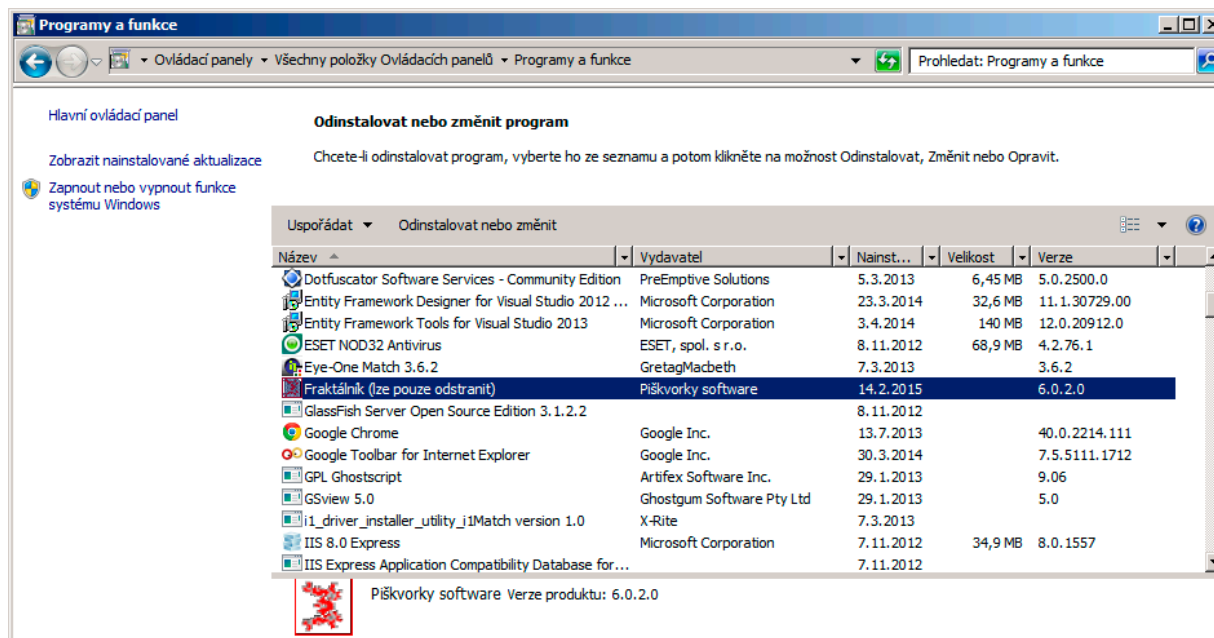 Programy a funkce
Ovládací panely Všechny položky Ovládacích panelů Programy a funkce Prohledat: Programy a funkce
Hlavní ovládací panel
Zobrazit nainstalované aktualizace
Zapnout nebo vypnout funkce
systému Windows
Odinstalovat nebo změnit program
Chcete-li odinstalovat program, vyberte ho ze seznamu a potom klikněte na možnost Odinstalovat, Změnit nebo Opravit.
Uspořádat Odinstalovat nebo změnit
Název Vydavatel Nainst... Velikost Verze
Dotfuscator Software Services - Community Edition PreEmptive Solutions 5.3.2013 6,45 MB 5.0.2500.0
Entity Framework Designer for Visual Studio 2012 ... Microsoft Corporation 23.3.2014 32,6 MB 11.1.30729.00
Entity Framework Tools for Visual Studio 2013 Microsoft Corporation 3.4.2014 140 MB 12.0.20912.0
ESET NOD32 Antivirus ESET, spol. s r.o. 8.11.2012 68,9 MB 4.2.76.1
Eye-One Match 3.6.2 GretagMacbeth 7.3.2013 3.6.2
Fraktálník (lze pouze odstranit) Piškvorky software 14.2.2015 6.0.2.0
GlassFish Server Open Source Edition 3.1.2.2 8.11.2012
Google Chrome Google Inc. 13.7.2013 40.0.2214.111
Google Toolbar for Internet Explorer Google Inc. 30.3.2014 7.5.5111.1712
GPL Ghostscript Artifex Software Inc. 29.1.2013 9.06
GSview 5.0 Ghostgum Software Pty Ltd 29.1.2013 5.0
i1_driver_installer_utility_i1Match version 1.0 X-Rite 7.3.2013
IIS 8.0 Express Microsoft Corporation 7.11.2012 34,9 MB 8.0.1557
IIS Express Application Compatibility Database for... 7.11.2012
Piškvorky software Verze produktu: 6.0.2.0